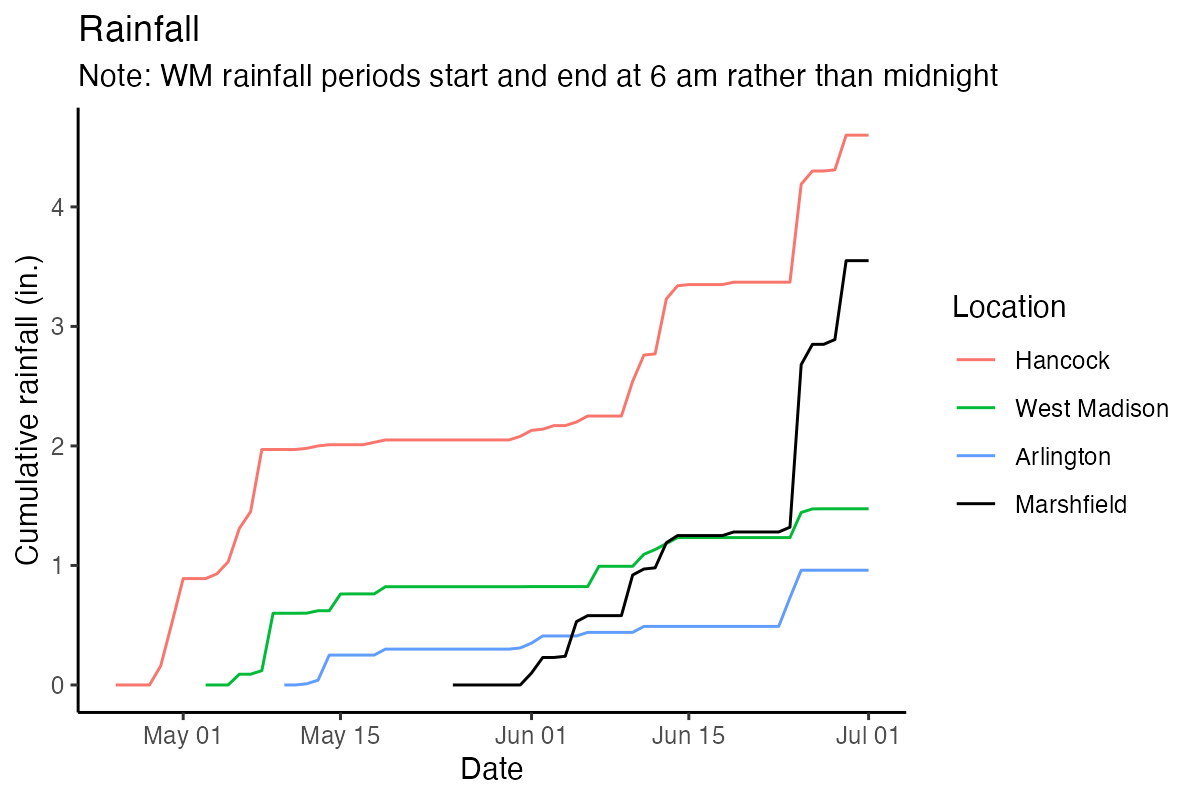 Rainfall
Note: WM rainfall periods start and end at 6 am rather than midnight
Cumulative rainfall (in.)
4
3
2
1
0
May 01
May 15
Jun 01
Jun 15
Jul 01
Date
Location
Hancock
West Madison
Arlington
Marshfield